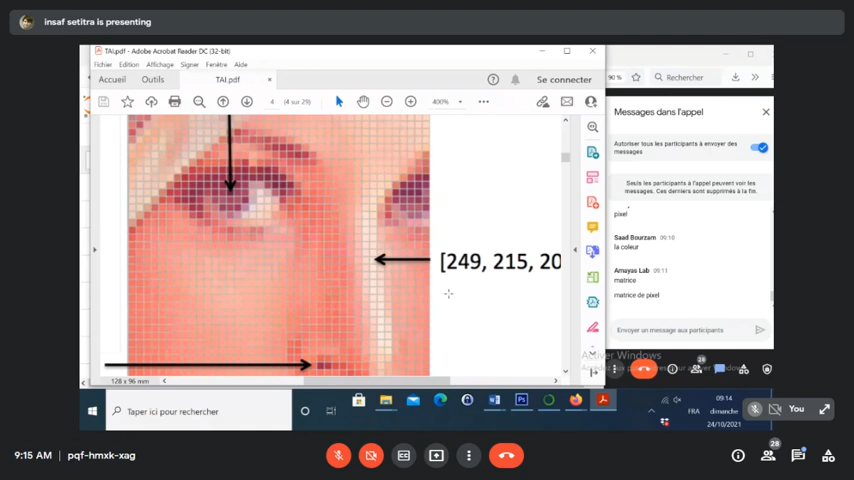 insaf setitra is presenting
TAI.pdf - Adobe Acrobat Reader DC (32-bit)
Fichier Edition Affichage Signer Fenêtre Aide
Accueil Outils TAI.pdf × Se connecter
4 (4 sur 29) 400%
[249, 215, 20
128 x 96 mm
90 % Rechercher
Messages dans l'appel
Autoriser tous les participants à envoyer des
messages
Seuls les participants à l'appel peuvent voir les
messages. Ces derniers sont supprimés à la fin.
pixel
Saad Bourzam 09:10
la couleur
Amayas Lab 09:11
matrice
matrice de pixel
Envoyer un message aux participants
Activer Windows
28
Taper ici pour rechercher
FRA
09:14
dimanche
24/10/2021
You
9:15 AM pqf-hmxk-xag
28